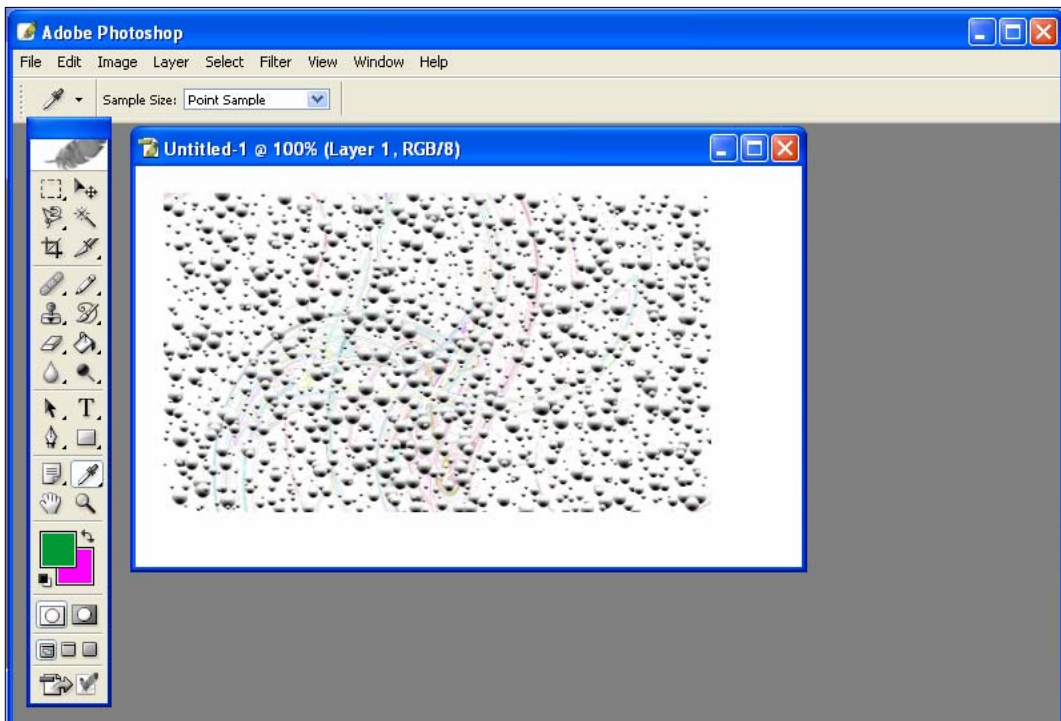 Adobe Photoshop
File Edit Image Layer Select Filter View Window Help
Sample Size: Point Sample
Untitled-1 @ 100% (Layer 1, RGB/8)
T